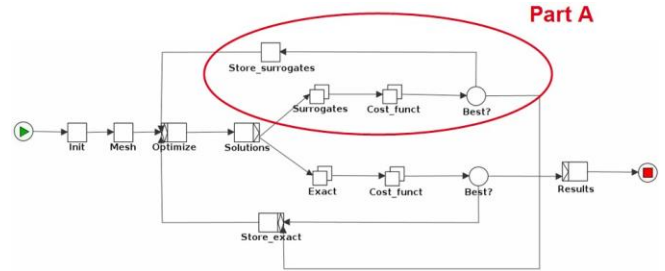 Part A
Store_surrogates
Surrogates
Cost_funct
Best?
Init
Mesh
Optimize
Solutions
Exact
Cost_funct
Best?
Results
Store_exact